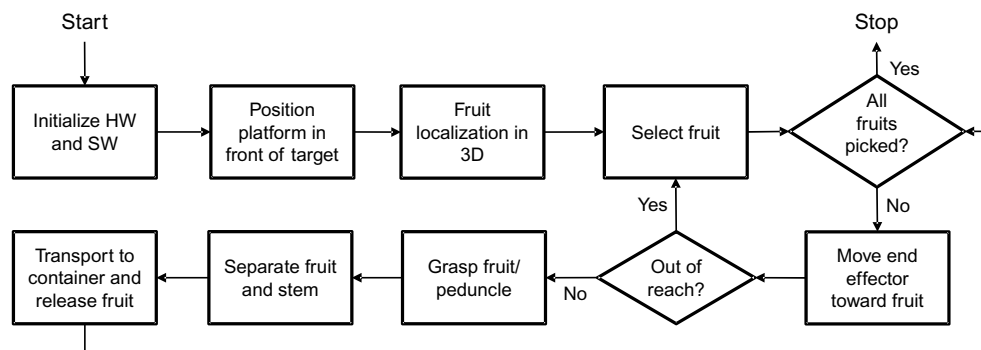 Start
Stop
Initialize HW
and SW
Position
platform in
front of target
Fruit
localization in
3D
Select fruit
Yes
All
fruits
picked?
No
Yes
Transport to
container and
release fruit
Separate fruit
and stem
Grasp fruit/
peduncle
No
Out of
reach?
Move end
effector
toward fruit